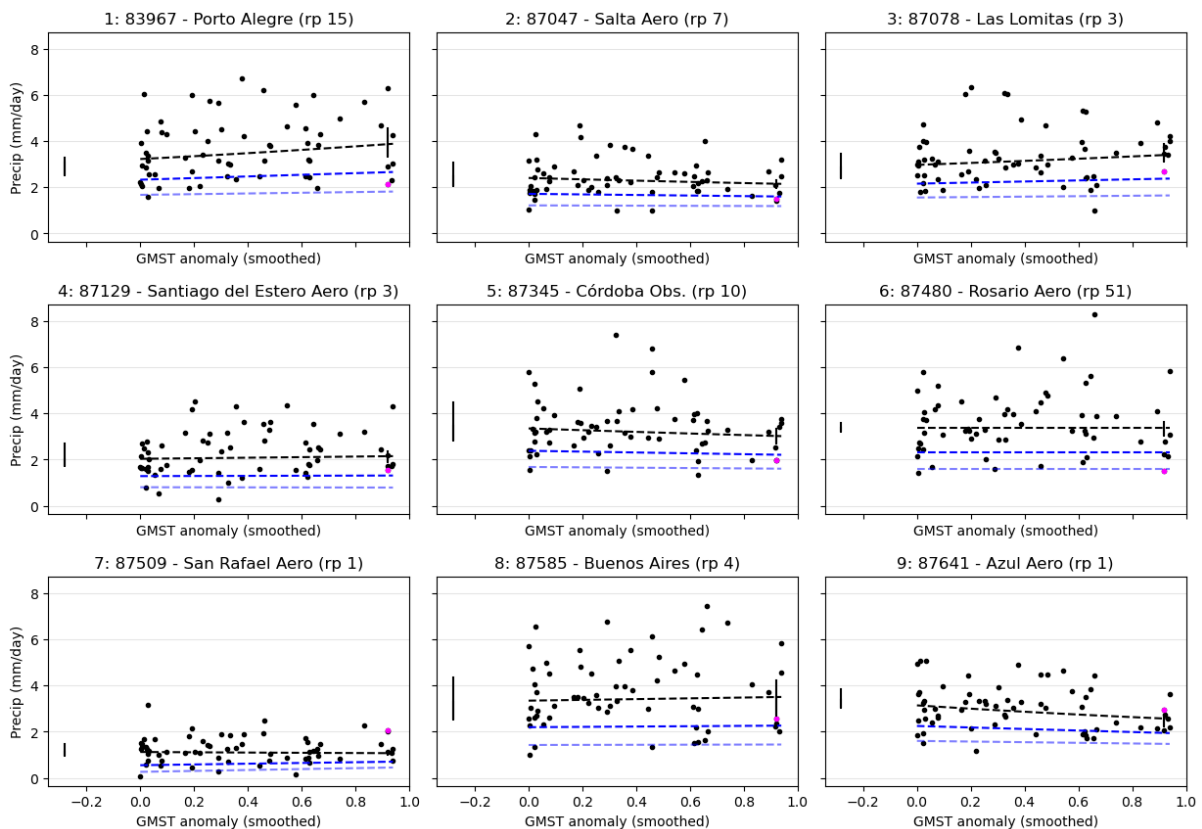 1: 83967 - Porto Alegre (rp 15)
2: 87047 - Salta Aero (rp 7)
3: 87078 - Las Lomitas (rp 3)
8
6
4
2
0
Precip (mm/day)
GMST anomaly (smoothed)
GMST anomaly (smoothed)
GMST anomaly (smoothed)
4: 87129 - Santiago del Estero Aero (rp 3)
5: 87345 - Córdoba Obs. (rp 10)
6: 87480 - Rosario Aero (rp 51)
8
6
4
2
0
Precip (mm/day)
GMST anomaly (smoothed)
GMST anomaly (smoothed)
GMST anomaly (smoothed)
7: 87509 - San Rafael Aero (rp 1)
8: 87585 - Buenos Aires (rp 4)
9: 87641 - Azul Aero (rp 1)
8
6
4
2
0
Precip (mm/day)
−0.2 0.0 0.2 0.4 0.6 0.8 1.0
−0.2 0.0 0.2 0.4 0.6 0.8 1.0
−0.2 0.0 0.2 0.4 0.6 0.8 1.0
GMST anomaly (smoothed)
GMST anomaly (smoothed)
GMST anomaly (smoothed)